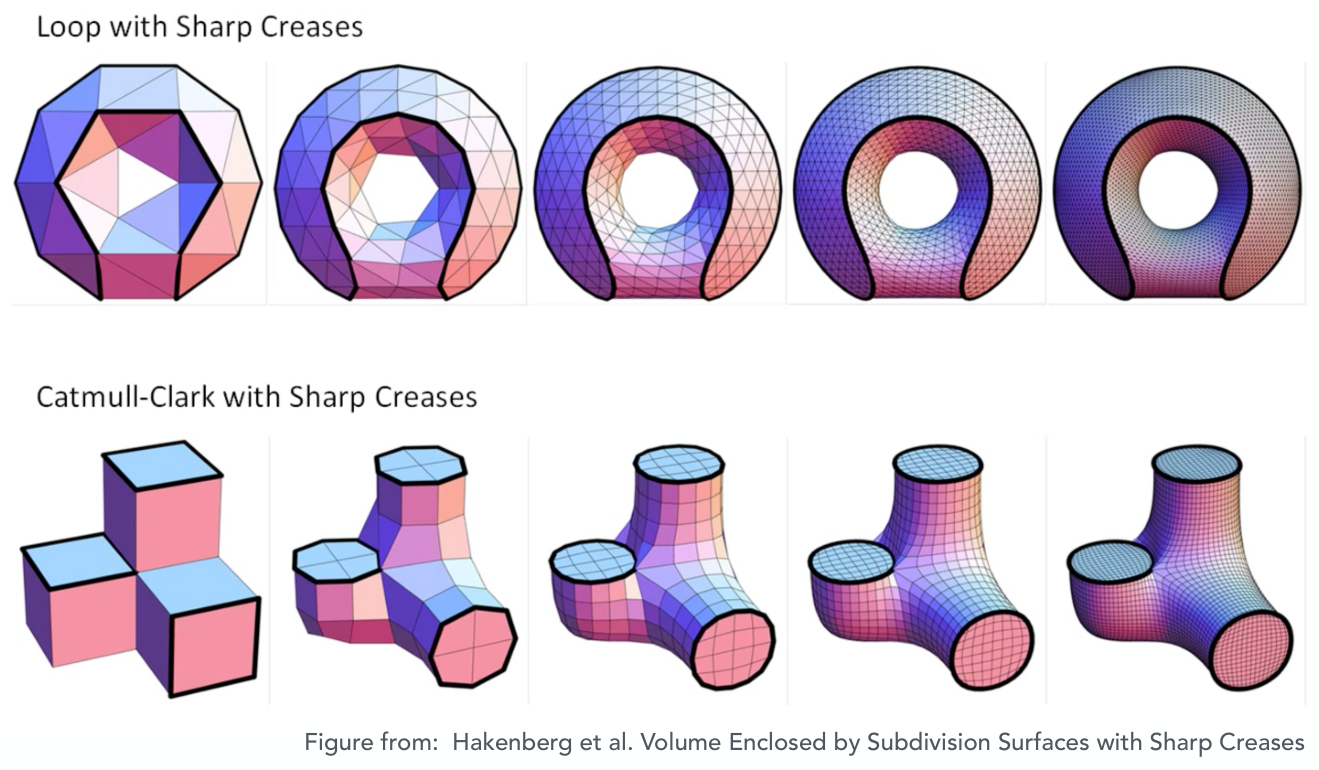 Loop with Sharp Creases
Catmull-Clark with Sharp Creases
Figure from:  Hakenberg et al. Volume Enclosed by Subdivision Surfaces with Sharp Creases